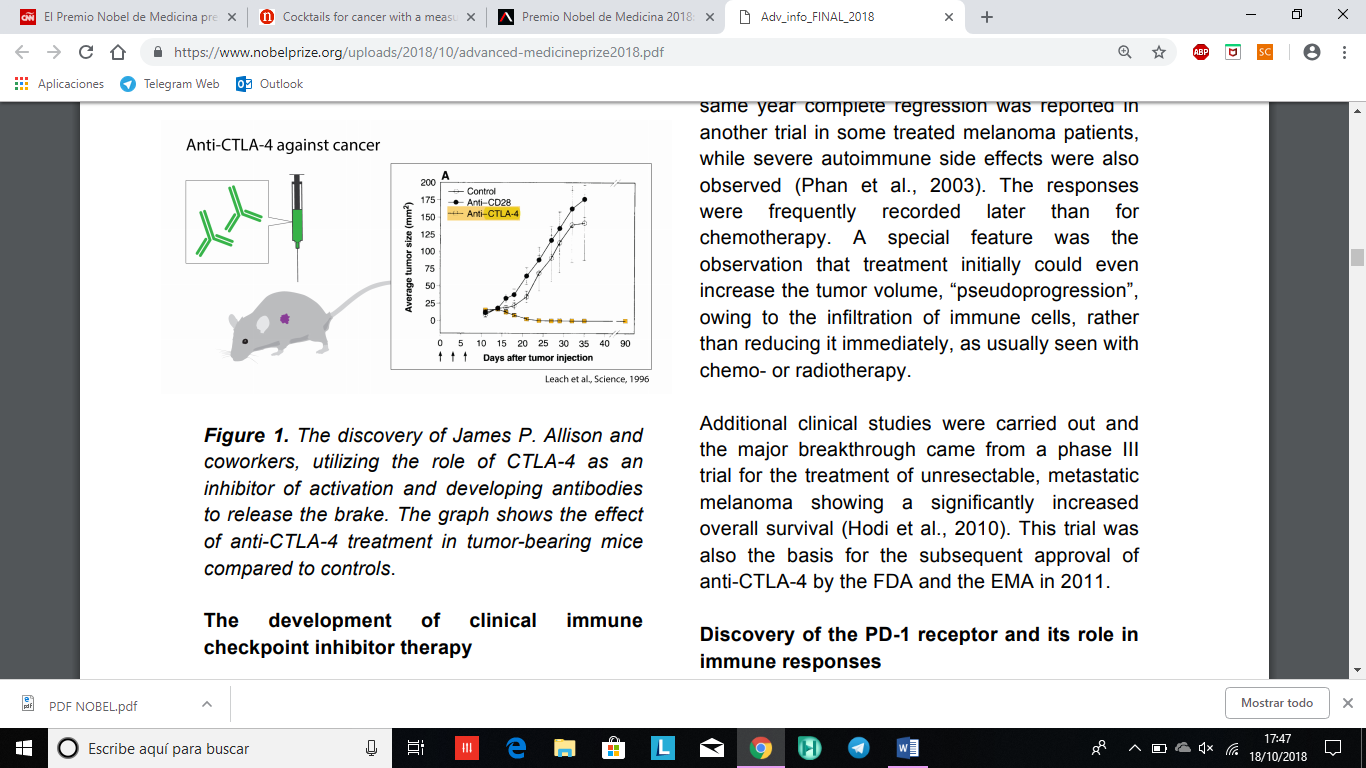 El Premio Nobel de Medicina pre
Cocktails for cancer with a measu
Premio Nobel de Medicina 2018:
Adv_info_FINAL_2018
https://www.nobelprize.org/uploads/2018/10/advanced-medicineprize2018.pdf
ABP
SC
Aplicaciones
Telegram Web
Outlook
Anti-CTLA-4 against cancer
A
Average tumor size (mm²)
200
175
150
125
100
75
50
25
0
Control
Anti–CD28
Anti–CTLA-4
0 5 10 15 20 25 30 35 40 90
Days after tumor injection
Leach et al., Science, 1996
Figure 1. The discovery of James P. Allison and
coworkers, utilizing the role of CTLA-4 as an
inhibitor of activation and developing antibodies
to release the brake. The graph shows the effect
of anti-CTLA-4 treatment in tumor-bearing mice
compared to controls.
The development of clinical immune
checkpoint inhibitor therapy
same year complete regression was reported in
another trial in some treated melanoma patients,
while severe autoimmune side effects were also
observed (Phan et al., 2003). The responses
were frequently recorded later than for
chemotherapy. A special feature was the
observation that treatment initially could even
increase the tumor volume, “pseudoprogression”,
owing to the infiltration of immune cells, rather
than reducing it immediately, as usually seen with
chemo- or radiotherapy.
Additional clinical studies were carried out and
the major breakthrough came from a phase III
trial for the treatment of unresectable, metastatic
melanoma showing a significantly increased
overall survival (Hodi et al., 2010). This trial was
also the basis for the subsequent approval of
anti-CTLA-4 by the FDA and the EMA in 2011.
Discovery of the PD-1 receptor and its role in
immune responses
PDF NOBEL.pdf
Mostrar todo
Escribe aquí para buscar
17:47
18/10/2018